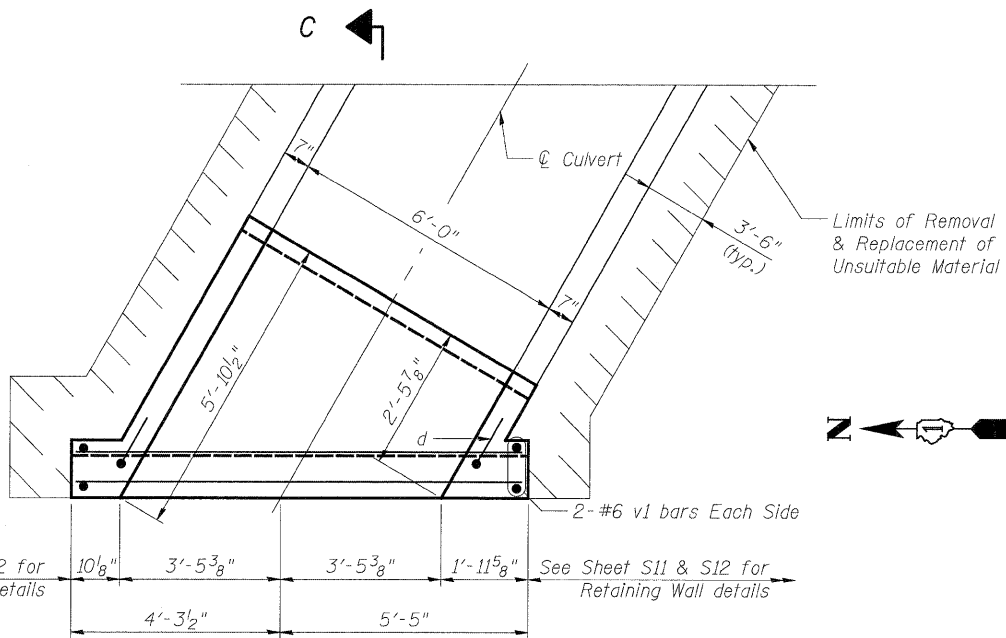 C
7"
℄ Culvert
6'-0"
3'-6"
(typ.)
Limits of Removal
& Replacement of
Unsuitable Material
7"
5'-10½"
2'-5⅞"
d
N
1
2-#6 v1 bars Each Side
2 for
etails
10⅛"
3'-5⅜"
3'-5⅜"
1'-11⅝"
See Sheet S11 & S12 for
Retaining Wall details
4'-3½"
5'-5"